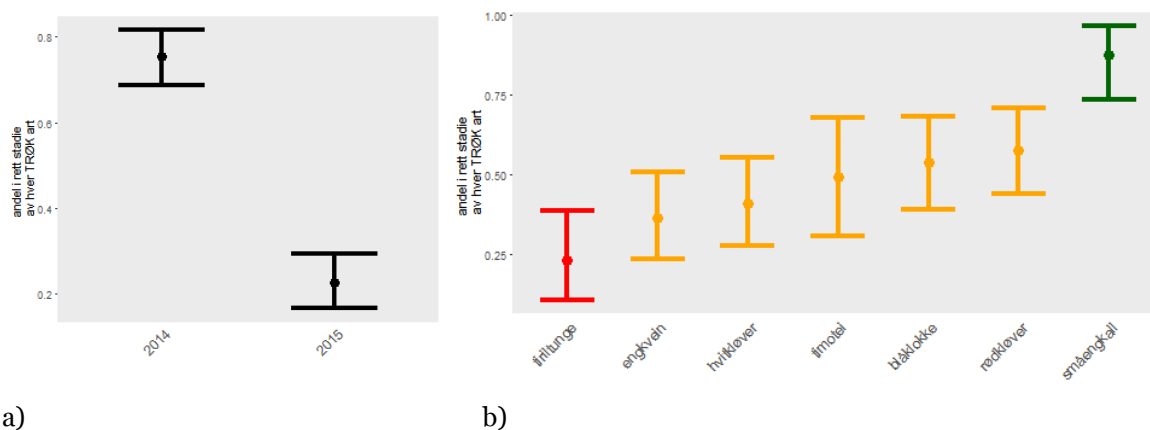 andel i rett stadie
av hver TRØK art
0.8
0.6
0.4
0.2
2014
2015
a)
andel i rett stadie
av hver TRØK art
1.00
0.75
0.50
0.25
tiriltunge
engkvein
hvitkløver
timotei
blåklokke
rødkløver
småengkall
b)